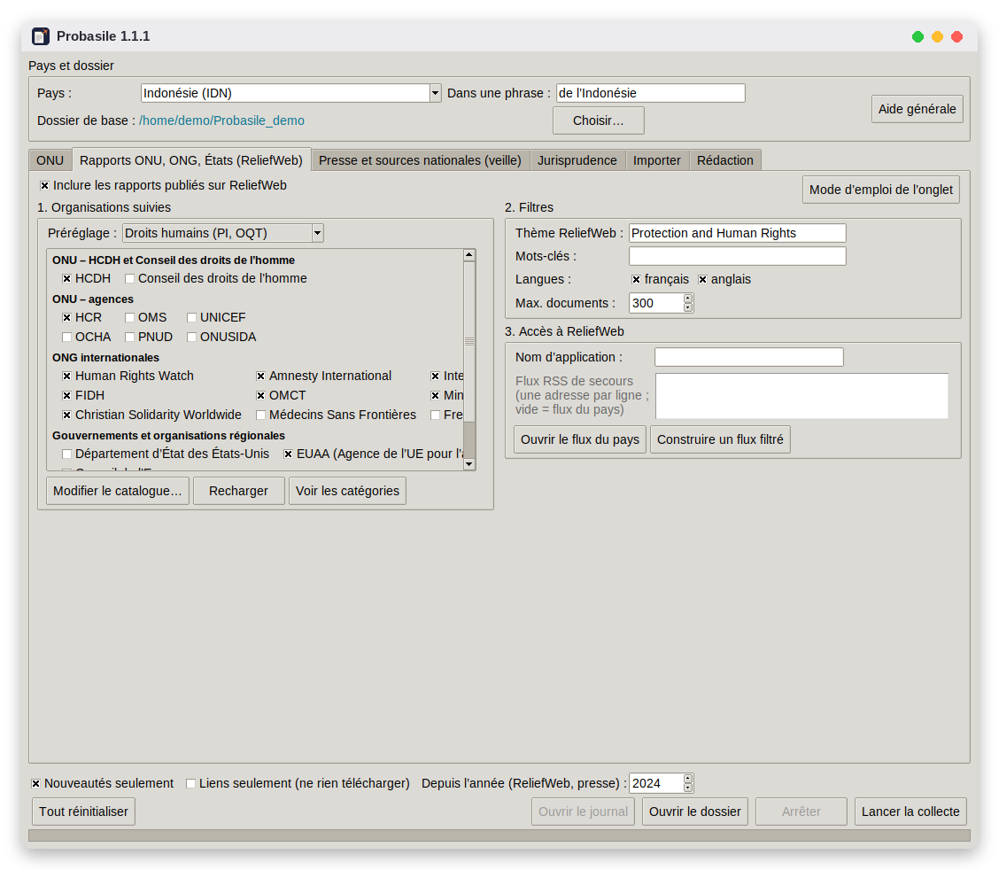 Probasile 1.1.1
Pays et dossier
Pays : Indonésie (IDN) Dans une phrase : de l’Indonésie
Aide générale
Dossier de base : /home/demo/Probasile_demo Choisir…
ONU Rapports ONU, ONG, États (ReliefWeb) Presse et sources nationales (veille) Jurisprudence Importer Rédaction
Inclure les rapports publiés sur ReliefWeb
Mode d’emploi de l’onglet
1. Organisations suivies
Préréglage : Droits humains (PI, OQT)
ONU – HCDH et Conseil des droits de l’homme
HCDH Conseil des droits de l’homme
ONU – agences
HCR OMS UNICEF
OCHA PNUD ONUSIDA
ONG internationales
Human Rights Watch Amnesty International Inte
FIDH OMCT Min
Christian Solidarity Worldwide Médecins Sans Frontières Fre
Gouvernements et organisations régionales
Département d’État des États-Unis EUAA (Agence de l’UE pour l’a
Modifier le catalogue… Recharger Voir les catégories
2. Filtres
Thème ReliefWeb : Protection and Human Rights
Mots-clés :
Langues : français anglais
Max. documents : 300
3. Accès à ReliefWeb
Nom d’application :
Flux RSS de secours
(une adresse par ligne ;
vide = flux du pays)
Ouvrir le flux du pays Construire un flux filtré
Nouveautés seulement Liens seulement (ne rien télécharger) Depuis l’année (ReliefWeb, presse) : 2024
Tout réinitialiser Ouvrir le journal Ouvrir le dossier Arrêter Lancer la collecte